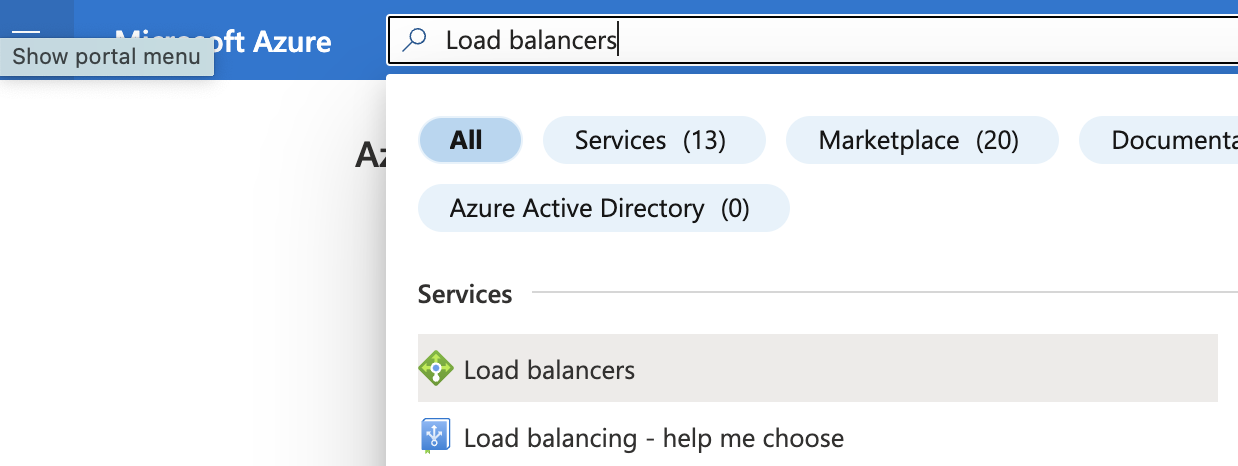 Microsoft Azure
Load balancers
Show portal menu
All
Services (13)
Marketplace (20)
Documenta
Az
Azure Active Directory (0)
Services
Load balancers
Load balancing - help me choose